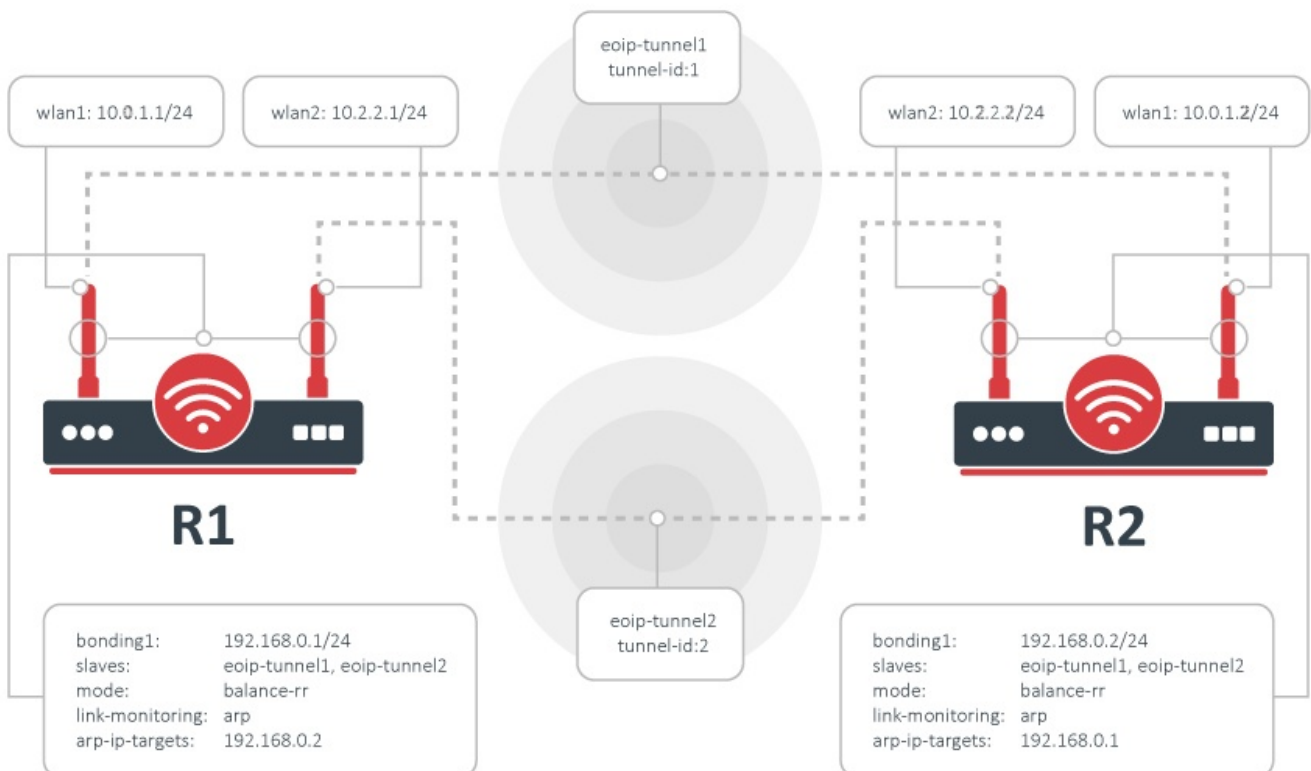 eoip-tunnel1
tunnel-id:1
wlan1: 10.0.1.1/24
wlan2: 10.2.2.1/24
wlan2: 10.2.2.2/24
wlan1: 10.0.1.2/24
R1
R2
eoip-tunnel2
tunnel-id:2
bonding1: 192.168.0.1/24
slaves: eoip-tunnel1, eoip-tunnel2
mode: balance-rr
link-monitoring: arp
arp-ip-targets: 192.168.0.2
bonding1: 192.168.0.2/24
slaves: eoip-tunnel1, eoip-tunnel2
mode: balance-rr
link-monitoring: arp
arp-ip-targets: 192.168.0.1